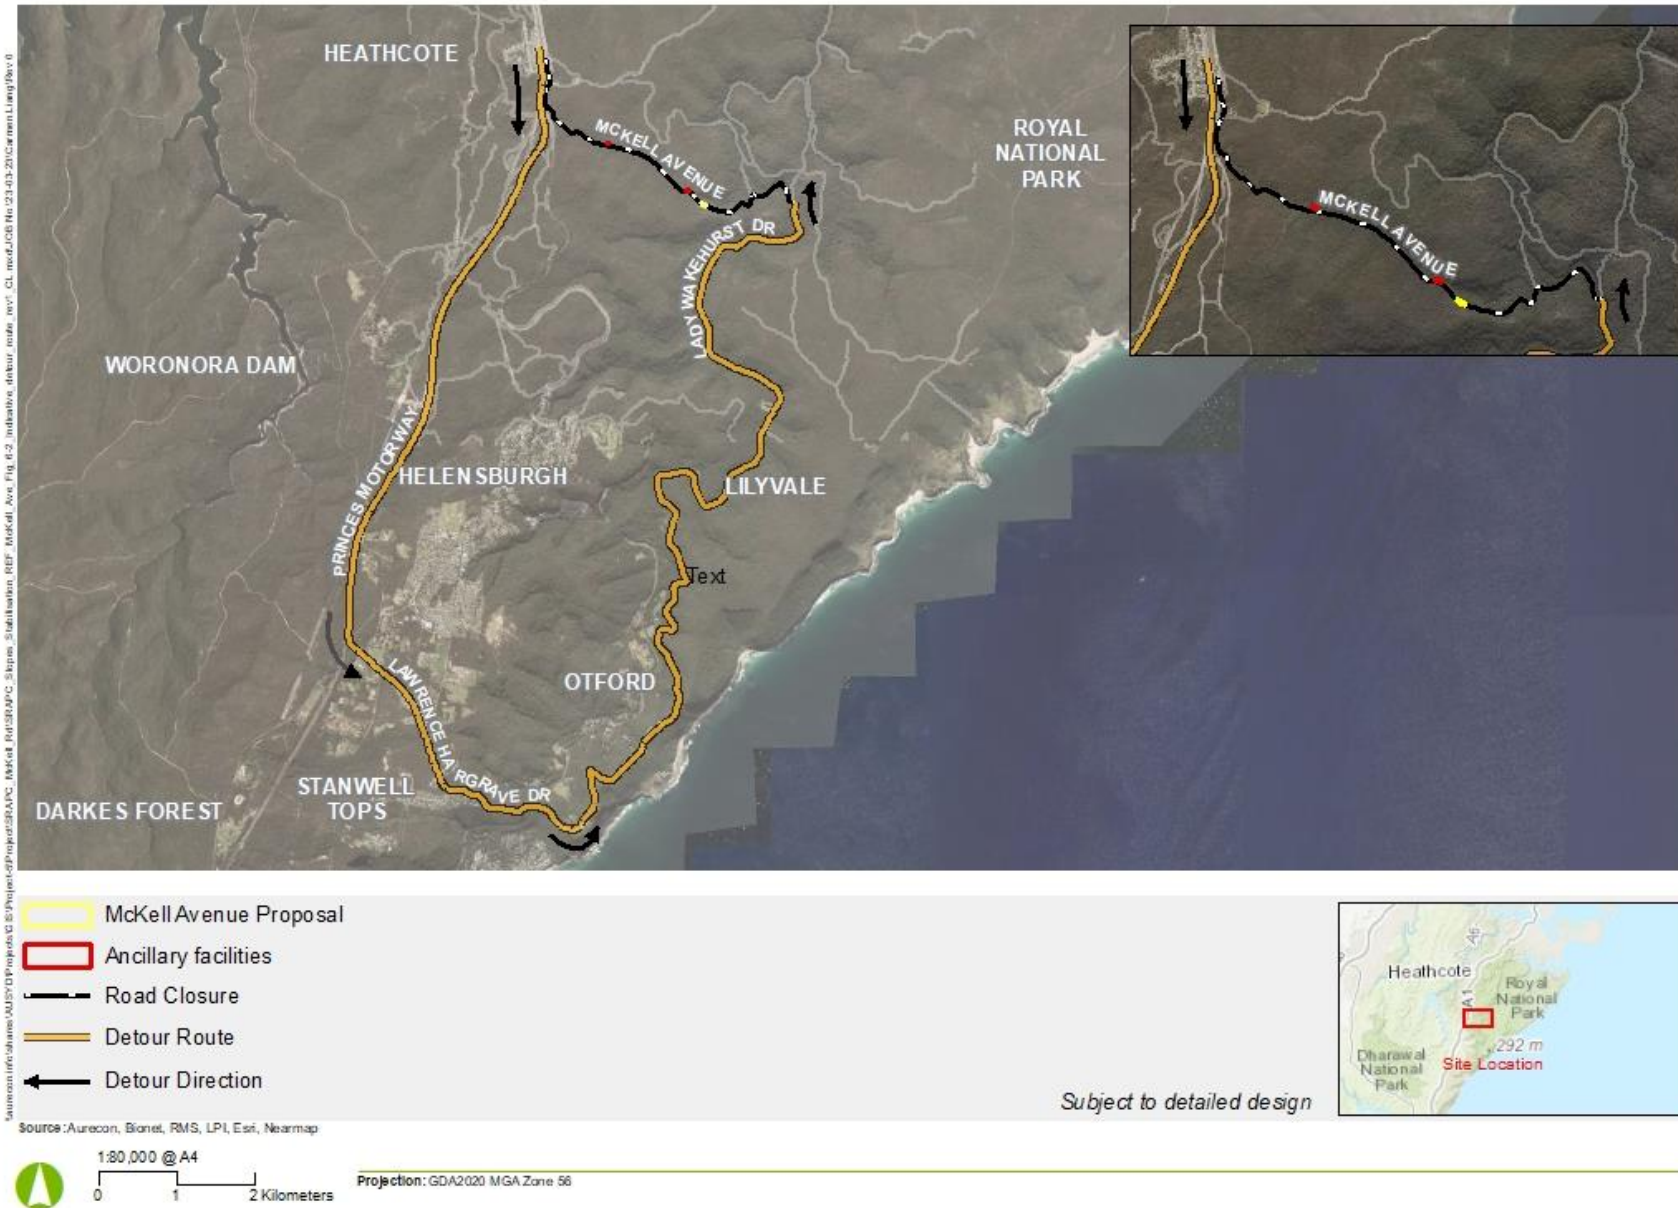 HEATHCOTE
MCKELL AVENUE
ROYAL
NATIONAL
PARK
LADY WAKEHURST DR
MCKELL AVENUE
WORONORA DAM
PRINCES MOTORWAY
HELENSBURGH
LILYVALE
Text
OTFORD
LAWRENCE HARGRAVE DR
STANWELL
TOPS
DARKES FOREST
McKell Avenue Proposal
Ancillary facilities
Road Closure
Detour Route
Detour Direction
Subject to detailed design
A6
Heathcote
A1
Royal
National
Park
292 m
Dharawal
National
Park
Site Location
Source:Aurecon, Bionet, RMS, LPI, Esri, Nearmap
1:80,000 @ A4
0 1 2 Kilometers
Projection: GDA2020 MGA Zone 56